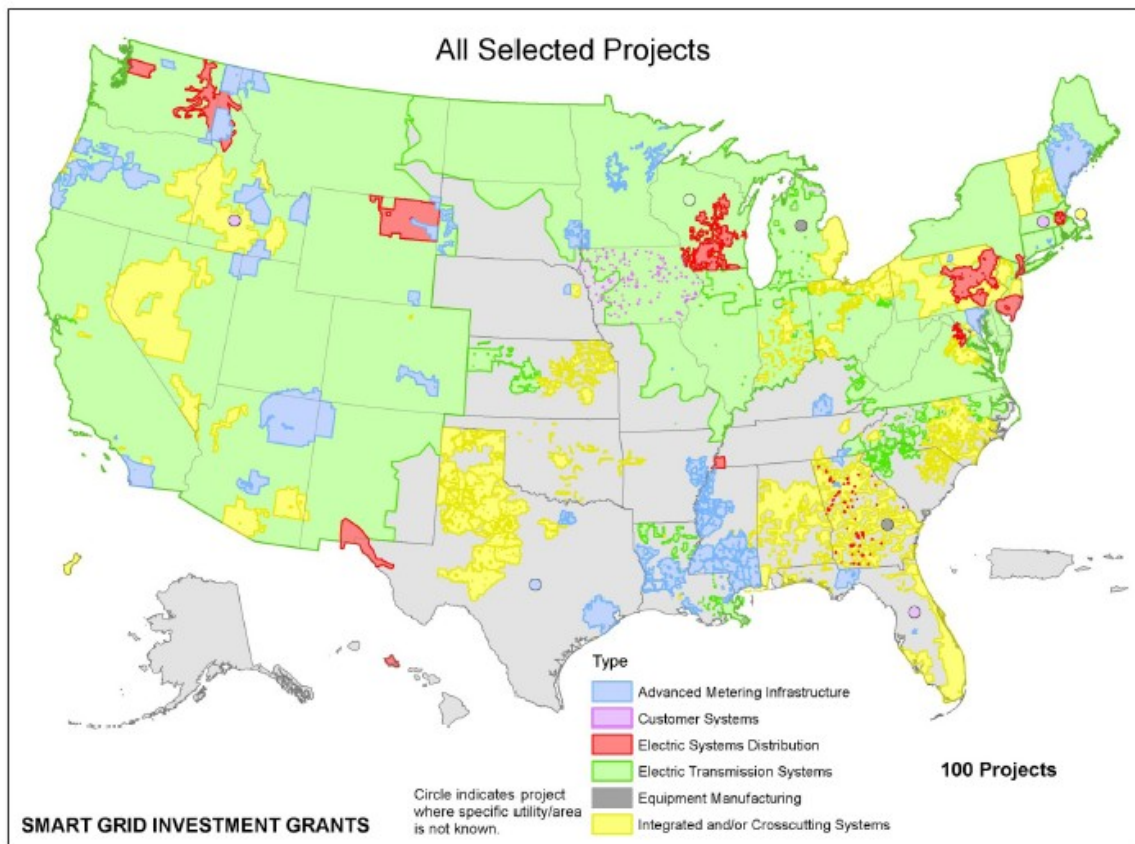 All Selected Projects
Type
Advanced Metering Infrastructure
Customer Systems
Electric Systems Distribution
Electric Transmission Systems
Equipment Manufacturing
Integrated and/or Crosscutting Systems
Circle indicates project
where specific utility/area
is not known.
100 Projects
SMART GRID INVESTMENT GRANTS